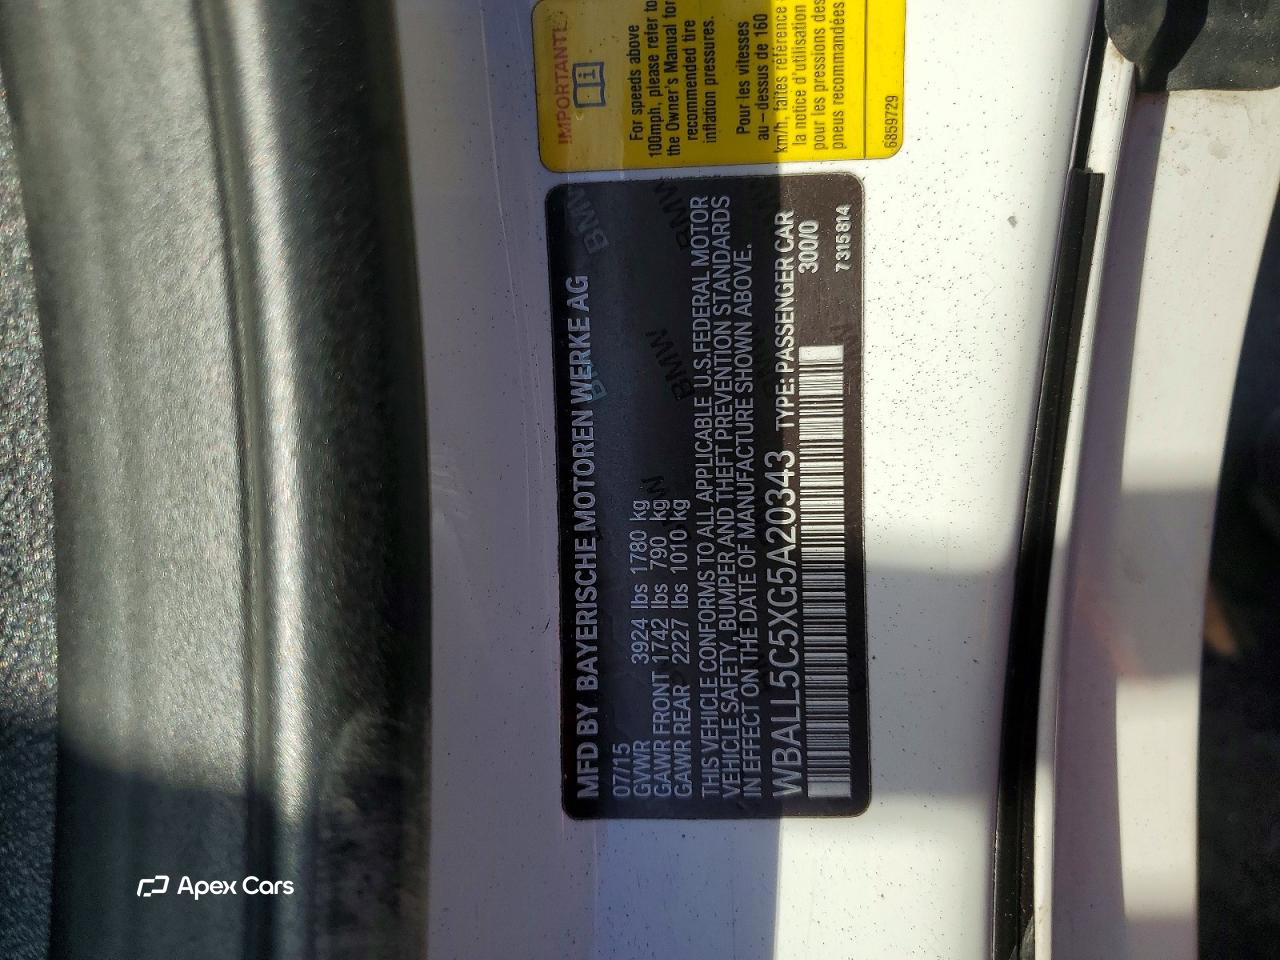 IMPORTANT!
For speeds above
100mph, please refer to
the Owner's Manual for
recommended tire
inflation pressures.
Pour les vitesses
au-dessus de 160
km/h, faites référence
la notice d'utilisation
pour les pressions des
pneus recommandées
6859729
MFD BY BAYERISCHE MOTOREN WERKE AG
07/15
GVWR 3924 lbs 1780 kg
GAWR FRONT 1742 lbs 790 kg
GAWR REAR 2227 lbs 1010 kg
THIS VEHICLE CONFORMS TO ALL APPLICABLE U.S. FEDERAL MOTOR
VEHICLE SAFETY, BUMPER AND THEFT PREVENTION STANDARDS
IN EFFECT ON THE DATE OF MANUFACTURE SHOWN ABOVE.
WBALL5C5XG5A20343 TYPE: PASSENGER CAR
300/0
7315814
BMW
BMW
BMW
Apex Cars